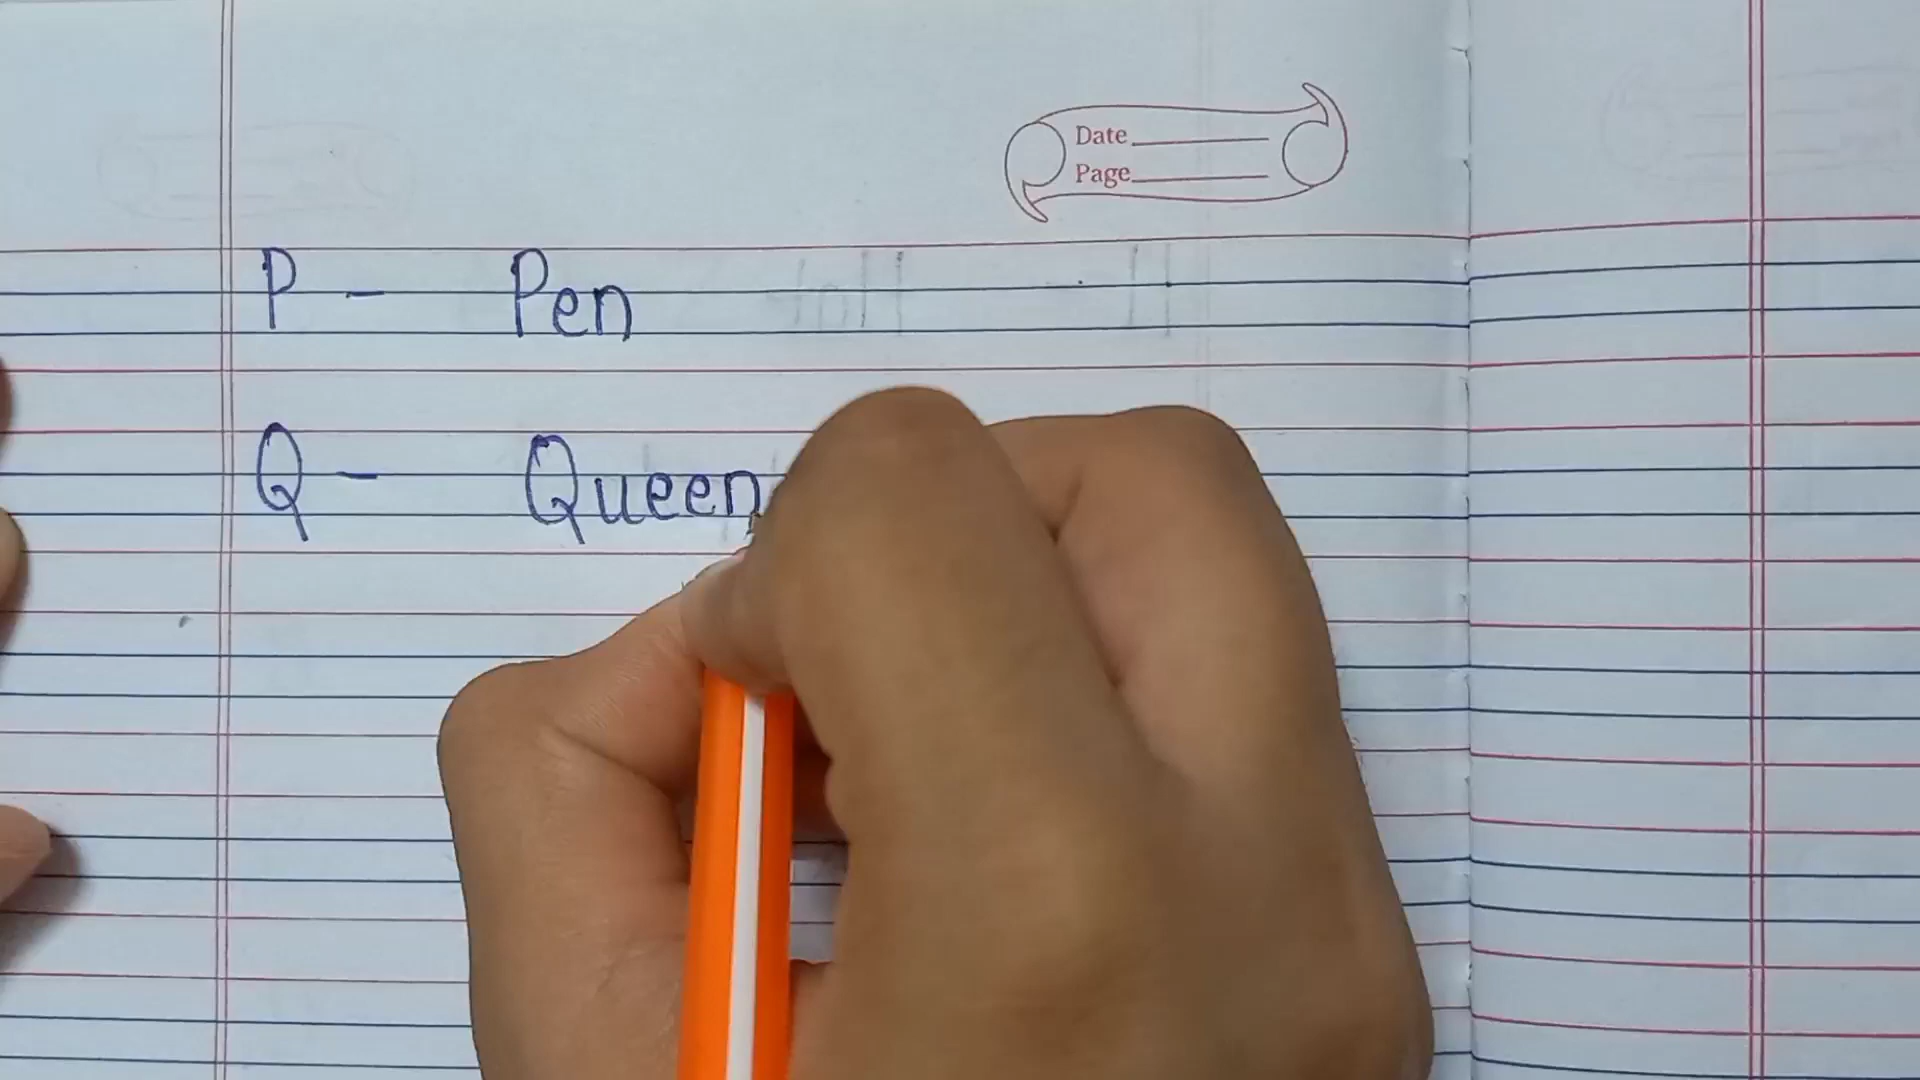 Date
Page
P - Pen
Q - Queen